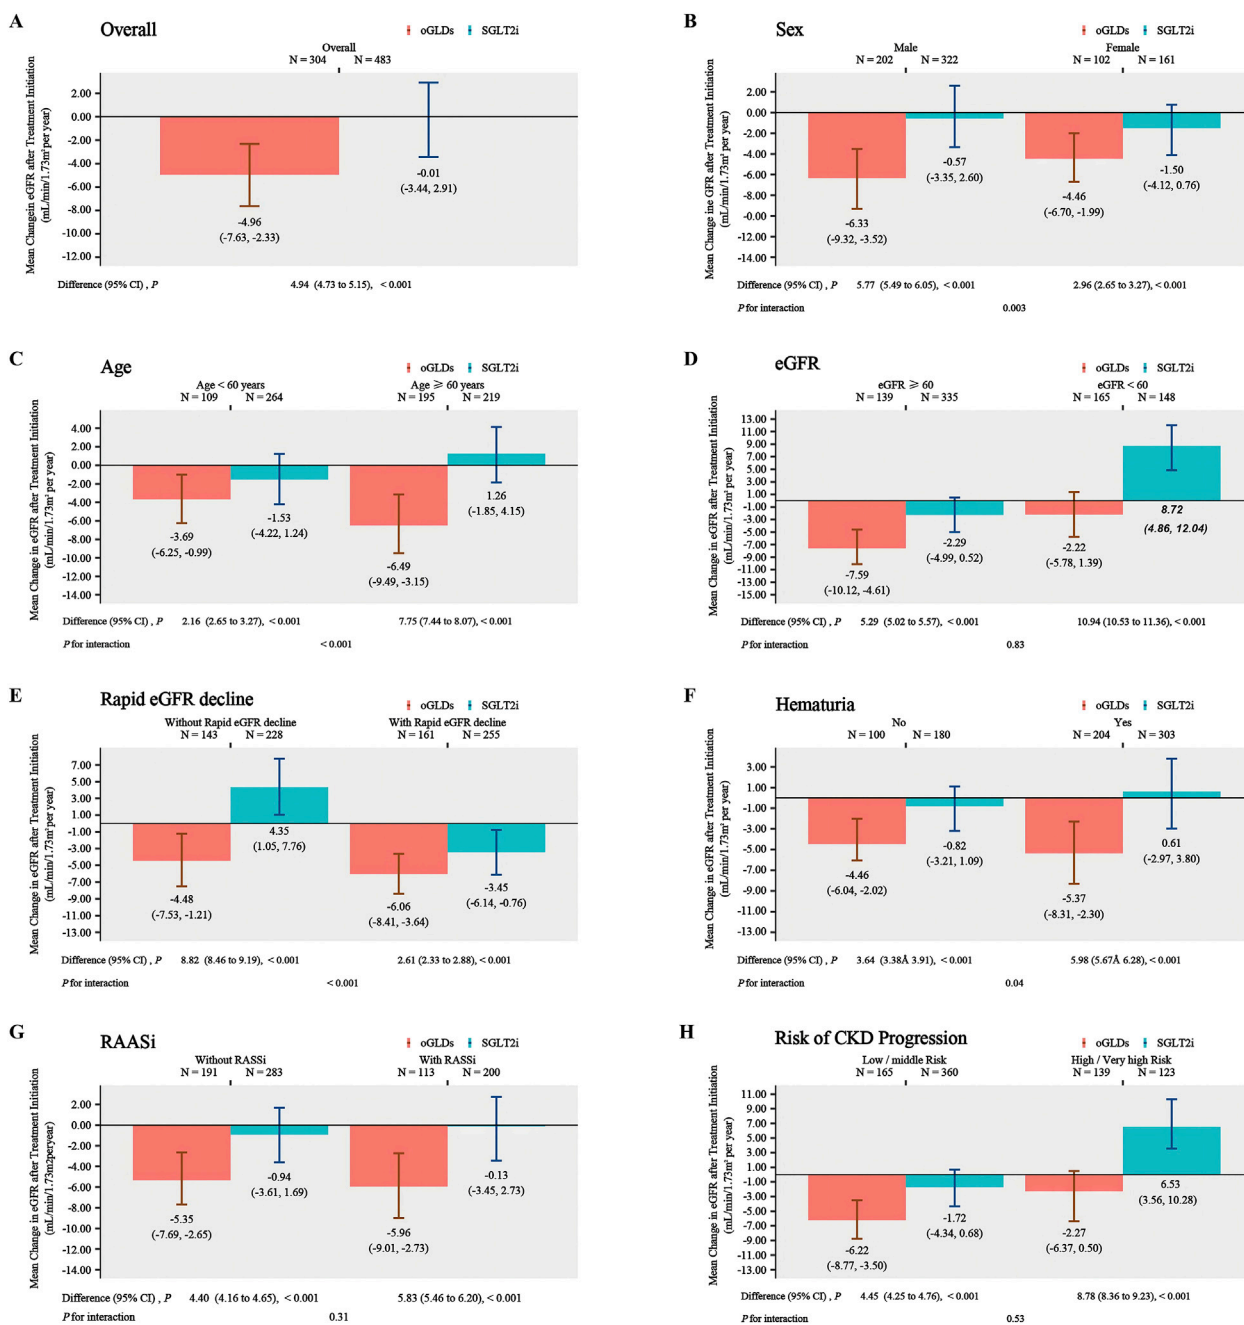 A
Overall
oGLDs
SGLT2i
Overall
N = 304 N = 483
Mean Changein eGFR after Treatment Initiation
(mL/min/1.73m² per year)
2.00
0.00
-2.00
-4.00
-6.00
-8.00
-10.00
-12.00
-4.96
(-7.63, -2.33)
-0.01
(-3.44, 2.91)
Difference (95% CI) , P 4.94 (4.73 to 5.15), < 0.001
B
Sex
oGLDs
SGLT2i
Male
N = 202 N = 322
Female
N = 102 N = 161
Mean Change ine GFR after Treatment Initiation
(mL/min/1.73m² per year)
2.00
0.00
-2.00
-4.00
-6.00
-8.00
-10.00
-12.00
-14.00
-6.33
(-9.32, -3.52)
-0.57
(-3.35, 2.60)
-4.46
(-6.70, -1.99)
-1.50
(-4.12, 0.76)
Difference (95% CI) , P 5.77 (5.49 to 6.05), < 0.001 2.96 (2.65 to 3.27), < 0.001
P for interaction 0.003
C
Age
oGLDs
SGLT2i
Age < 60 years
N = 109 N = 264
Age ⩾ 60 years
N = 195 N = 219
Mean Change in eGFR after Treatment Initiation
(mL/min/1.73m² per year)
4.00
2.00
0.00
-2.00
-4.00
-6.00
-8.00
-10.00
-12.00
-14.00
-3.69
(-6.25, -0.99)
-1.53
(-4.22, 1.24)
-6.49
(-9.49, -3.15)
1.26
(-1.85, 4.15)
Difference (95% CI) , P 2.16 (2.65 to 3.27), < 0.001 7.75 (7.44 to 8.07), < 0.001
P for interaction < 0.001
D
eGFR
oGLDs
SGLT2i
eGFR ⩾ 60
N = 139 N = 335
eGFR < 60
N = 165 N = 148
Mean Change in eGFR after Treatment Initiation
(mL/min/1.73m² per year)
13.00
11.00
9.00
7.00
5.00
3.00
1.00
-1.00
-3.00
-5.00
-7.00
-9.00
-11.00
-13.00
-15.00
-7.59
(-10.12, -4.61)
-2.29
(-4.99, 0.52)
-2.22
(-5.78, 1.39)
8.72
(4.86, 12.04)
Difference (95% CI) , P 5.29 (5.02 to 5.57), < 0.001 10.94 (10.53 to 11.36), < 0.001
P for interaction 0.83
E
Rapid eGFR decline
oGLDs
SGLT2i
Without Rapid eGFR decline
N = 143 N = 228
With Rapid eGFR decline
N = 161 N = 255
Mean Change in eGFR after Treatment Initiation
(mL/min/1.73m² per year)
7.00
5.00
3.00
1.00
-1.00
-3.00
-5.00
-7.00
-9.00
-11.00
-13.00
-4.48
(-7.53, -1.21)
4.35
(1.05, 7.76)
-6.06
(-8.41, -3.64)
-3.45
(-6.14, -0.76)
Difference (95% CI) , P 8.82 (8.46 to 9.19), < 0.001 2.61 (2.33 to 2.88), < 0.001
P for interaction < 0.001
F
Hematuria
oGLDs
SGLT2i
No
N = 100 N = 180
Yes
N = 204 N = 303
Mean Change in eGFR after Treatment Initiation
(mL/min/1.73m² per year)
3.00
1.00
-1.00
-3.00
-5.00
-7.00
-9.00
-11.00
-13.00
-4.46
(-6.04, -2.02)
-0.82
(-3.21, 1.09)
-5.37
(-8.31, -2.30)
0.61
(-2.97, 3.80)
Difference (95% CI) , P 3.64 (3.38Å 3.91), < 0.001 5.98 (5.67Å 6.28), < 0.001
P for interaction 0.04
G
RAASi
oGLDs
SGLT2i
Without RASSi
N = 191 N = 283
With RASSi
N = 113 N = 200
Mean Change in eGFR after Treatment Initiation
(mL/min/1.73m2peryear)
2.00
0.00
-2.00
-4.00
-6.00
-8.00
-10.00
-12.00
-14.00
-5.35
(-7.69, -2.65)
-0.94
(-3.61, 1.69)
-5.96
(-9.01, -2.73)
-0.13
(-3.45, 2.73)
Difference (95% CI) , P 4.40 (4.16 to 4.65), < 0.001 5.83 (5.46 to 6.20), < 0.001
P for interaction 0.31
H
Risk of CKD Progression
oGLDs
SGLT2i
Low / middle Risk
N = 165 N = 360
High / Very high Risk
N = 139 N = 123
Mean Change in eGFR after Treatment Initiation
(mL/min/1.73m² per year)
11.00
9.00
7.00
5.00
3.00
1.00
-1.00
-3.00
-5.00
-7.00
-9.00
-11.00
-13.00
-6.22
(-8.77, -3.50)
-1.72
(-4.34, 0.68)
-2.27
(-6.37, 0.50)
6.53
(3.56, 10.28)
Difference (95% CI) , P 4.45 (4.25 to 4.76), < 0.001 8.78 (8.36 to 9.23), < 0.001
P for interaction 0.53